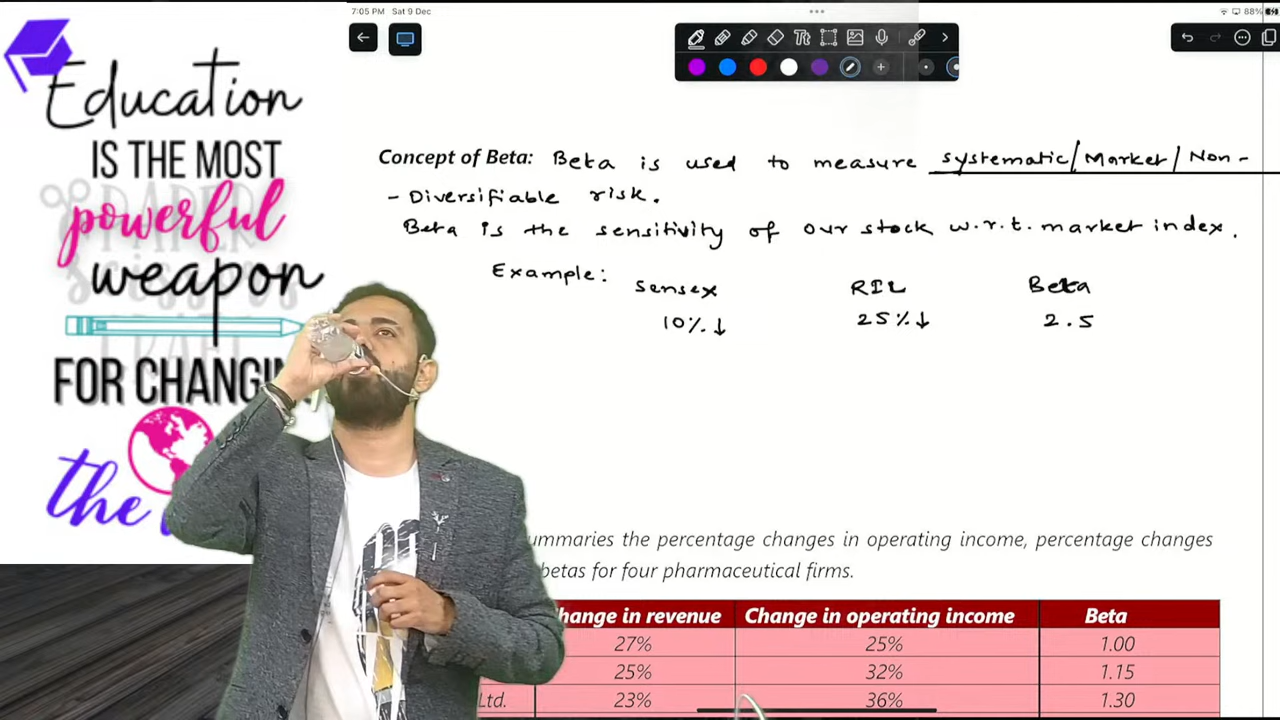 7:05 PM Sat 9 Dec
88%
Education
IS THE MOST
powerful
weapon
FOR CHANGIN
the
Concept of Beta: Beta is used to measure systematic/Market/Non-
- Diversifiable risk.
Beta is the sensitivity of our stock w.r.t. market index.
Example: Sensex RIL Beta
10%↓ 25%↓ 2.5
ummaries the percentage changes in operating income, percentage changes
betas for four pharmaceutical firms.
hange in revenue Change in operating income Beta
27% 25% 1.00
25% 32% 1.15
Ltd. 23% 36% 1.30